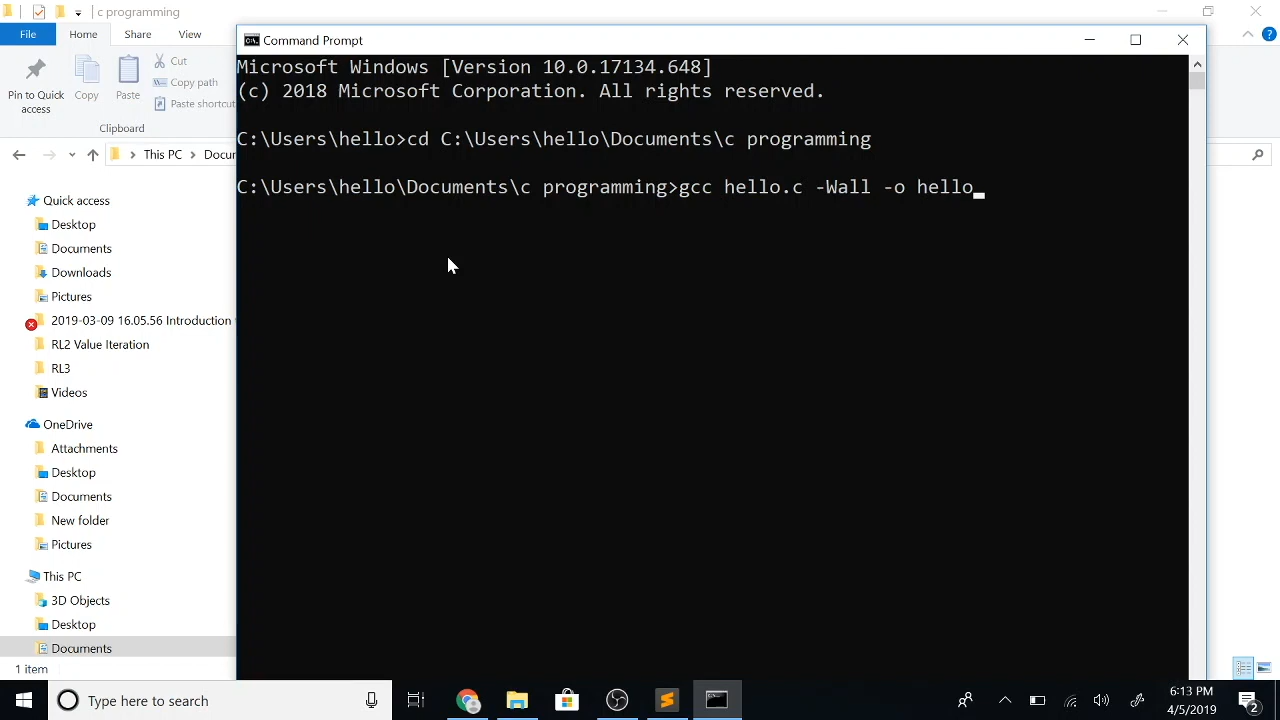 c programming
File Home Share View
Pin to Quick access
Copy
Paste
Cut
Copy path
Paste shortcut
Clipboard
This PC
Quick access
Desktop
Documents
Downloads
Pictures
2019-03-09 16.05.56 Introduction
RL2 Value Iteration
RL3
Videos
OneDrive
Attachments
Desktop
Documents
New folder
Pictures
This PC
3D Objects
Desktop
Documents
1 item
Command Prompt
Microsoft Windows [Version 10.0.17134.648]
(c) 2018 Microsoft Corporation. All rights reserved.
C:\Users\hello>cd C:\Users\hello\Documents\c programming
C:\Users\hello\Documents\c programming>gcc hello.c -Wall -o hello
Type here to search
6:13 PM
4/5/2019
2